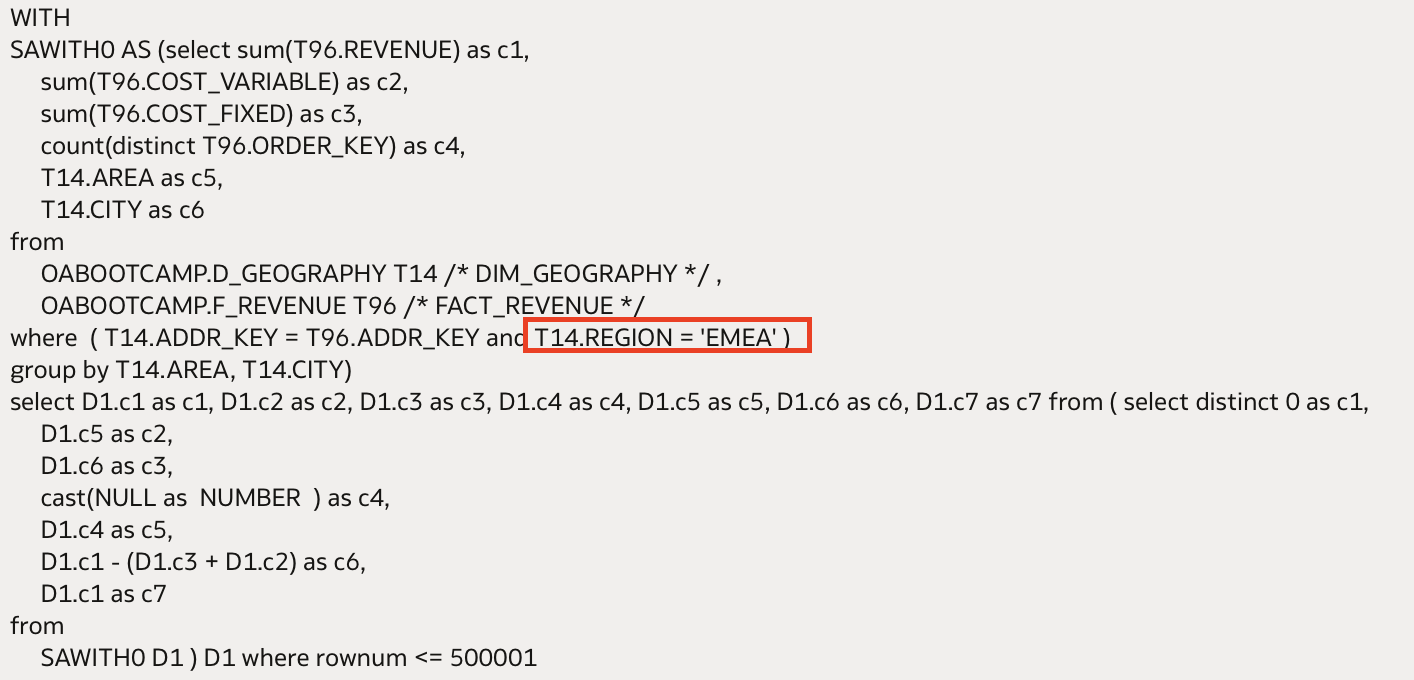 WITH
SAWITH0 AS (select sum(T96.REVENUE) as c1,
sum(T96.COST_VARIABLE) as c2,
sum(T96.COST_FIXED) as c3,
count(distinct T96.ORDER_KEY) as c4,
T14.AREA as c5,
T14.CITY as c6
from
OABOOTCAMP.D_GEOGRAPHY T14 /* DIM_GEOGRAPHY */ ,
OABOOTCAMP.F_REVENUE T96 /* FACT_REVENUE */
where  ( T14.ADDR_KEY = T96.ADDR_KEY and T14.REGION = 'EMEA' )
group by T14.AREA, T14.CITY)
select D1.c1 as c1, D1.c2 as c2, D1.c3 as c3, D1.c4 as c4, D1.c5 as c5, D1.c6 as c6, D1.c7 as c7 from ( select distinct 0 as c1,
D1.c5 as c2,
D1.c6 as c3,
cast(NULL as  NUMBER  ) as c4,
D1.c4 as c5,
D1.c1 - (D1.c3 + D1.c2) as c6,
D1.c1 as c7
from
SAWITH0 D1 ) D1 where rownum <= 500001